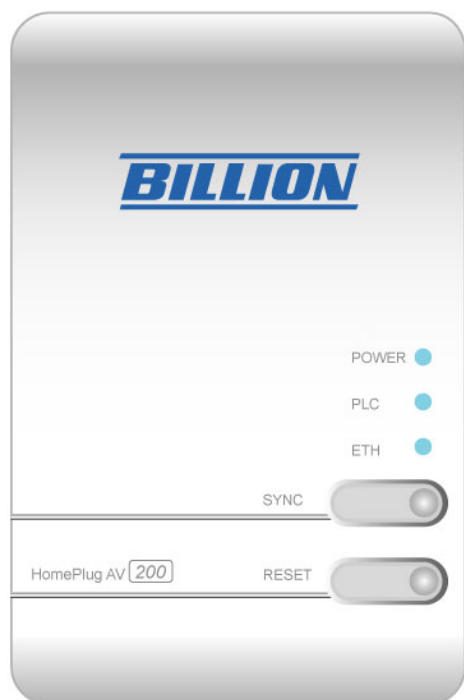 BILLION
POWER
PLC
ETH
SYNC
HomePlug AV 200
RESET